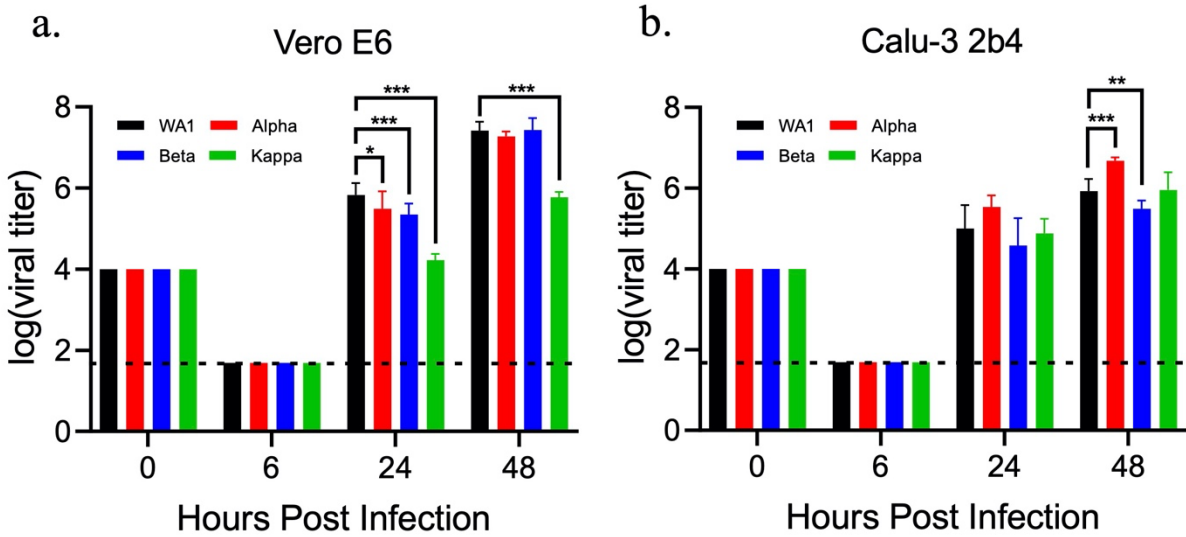 a.
Vero E6
log(viral titer)
8
6
4
2
0
WA1 Alpha
Beta Kappa
*
***
***
***
0 6 24 48
Hours Post Infection
b.
Calu-3 2b4
log(viral titer)
8
6
4
2
0
WA1 Alpha
Beta Kappa
***
**
0 6 24 48
Hours Post Infection